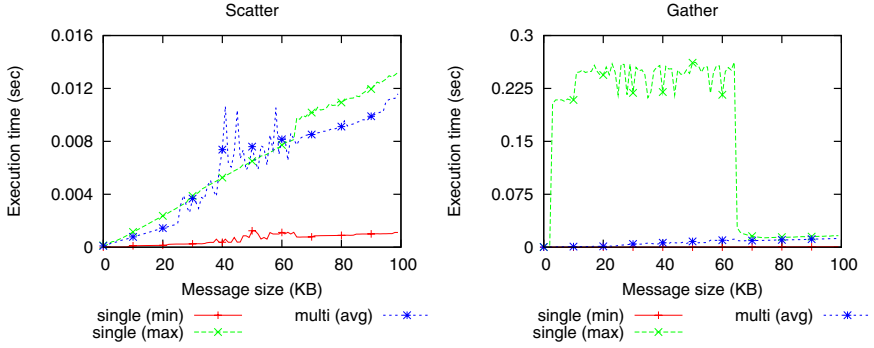 Scatter
0.016
0.012
0.008
0.004
0
Execution time (sec)
0 20 40 60 80 100
Message size (KB)
single (min) multi (avg)
single (max)
Gather
0.3
0.225
0.15
0.075
0
Execution time (sec)
0 20 40 60 80 100
Message size (KB)
single (min) multi (avg)
single (max)